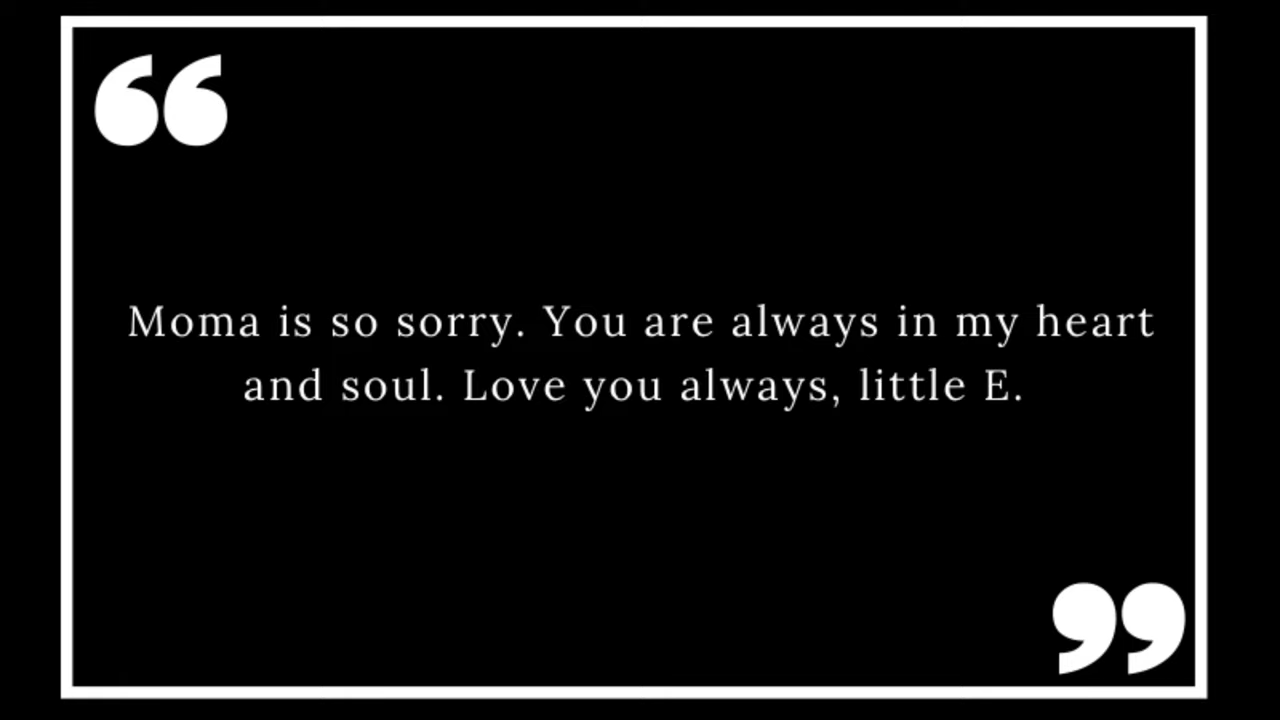 “
Moma is so sorry. You are always in my heart
and soul. Love you always, little E.
”